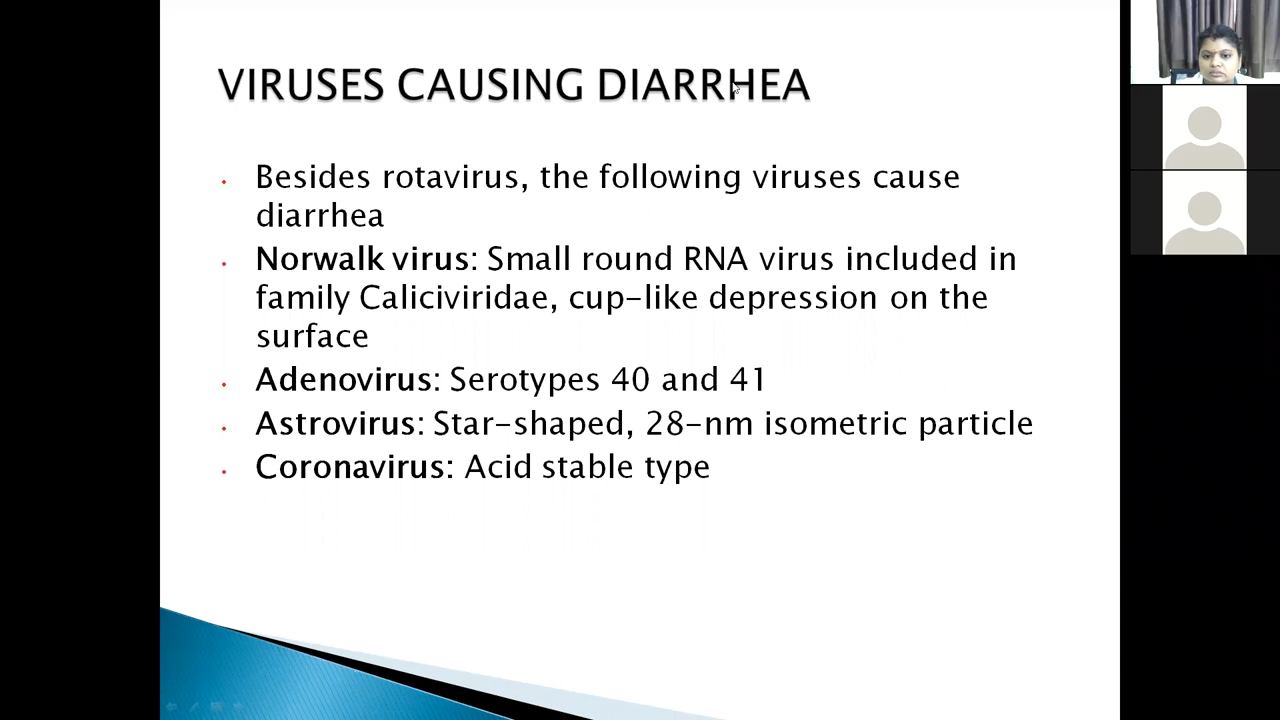 VIRUSES CAUSING DIARRHEA
Besides rotavirus, the following viruses cause
diarrhea
Norwalk virus: Small round RNA virus included in
family Caliciviridae, cup-like depression on the
surface
Adenovirus: Serotypes 40 and 41
Astrovirus: Star-shaped, 28-nm isometric particle
Coronavirus: Acid stable type